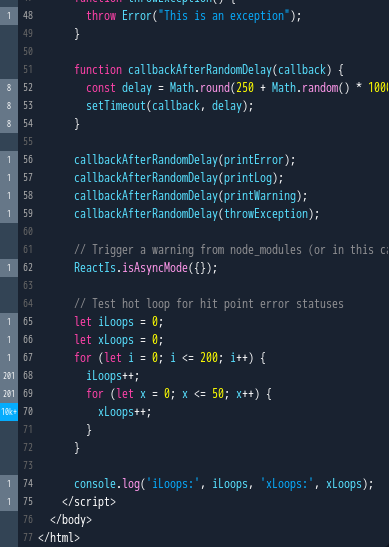 1 48 throw Error("This is an exception");
49 }
50
51 function callbackAfterRandomDelay(callback) {
8 52 const delay = Math.round(250 + Math.random() * 1000
8 53 setTimeout(callback, delay);
8 54 }
55
1 56 callbackAfterRandomDelay(printError);
1 57 callbackAfterRandomDelay(printLog);
1 58 callbackAfterRandomDelay(printWarning);
1 59 callbackAfterRandomDelay(throwException);
60
61 // Trigger a warning from node_modules (or in this ca
1 62 ReactIs.isAsyncMode({});
63
64 // Test hot loop for hit point error statuses
1 65 let iLoops = 0;
1 66 let xLoops = 0;
1 67 for (let i = 0; i <= 200; i++) {
201 68 iLoops++;
201 69 for (let x = 0; x <= 50; x++) {
10k+ 70 xLoops++;
71 }
72 }
73
1 74 console.log('iLoops:', iLoops, 'xLoops:', xLoops);
1 75 </script>
76 </body>
77 </html>